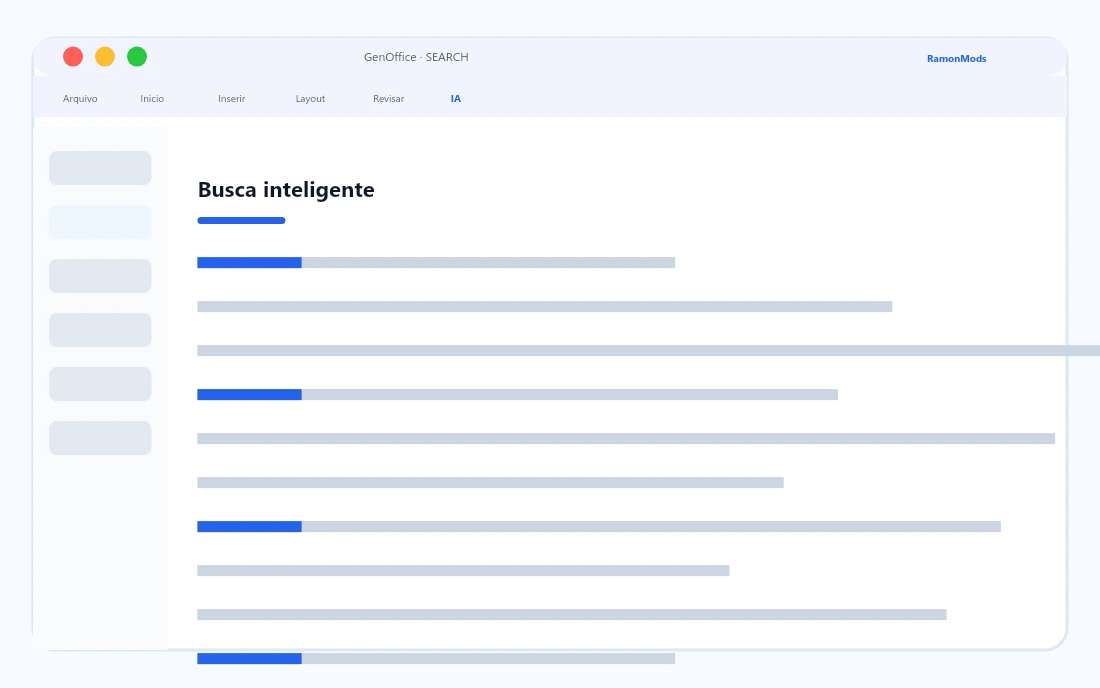 GenOffice · SEARCH
RamonMods
Arquivo Inicio Inserir Layout Revisar IA
Busca inteligente